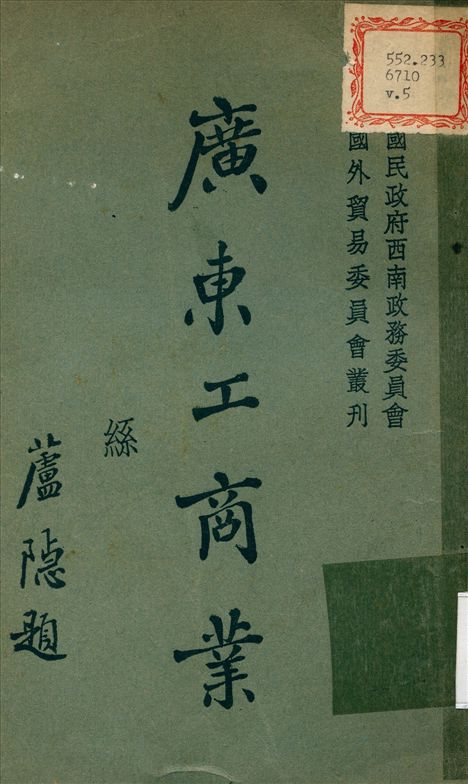 552.233
6710
v.5
國民政府西南政務委員會
國外貿易委員會叢刊
廣東工商業
絲
蘆隱題